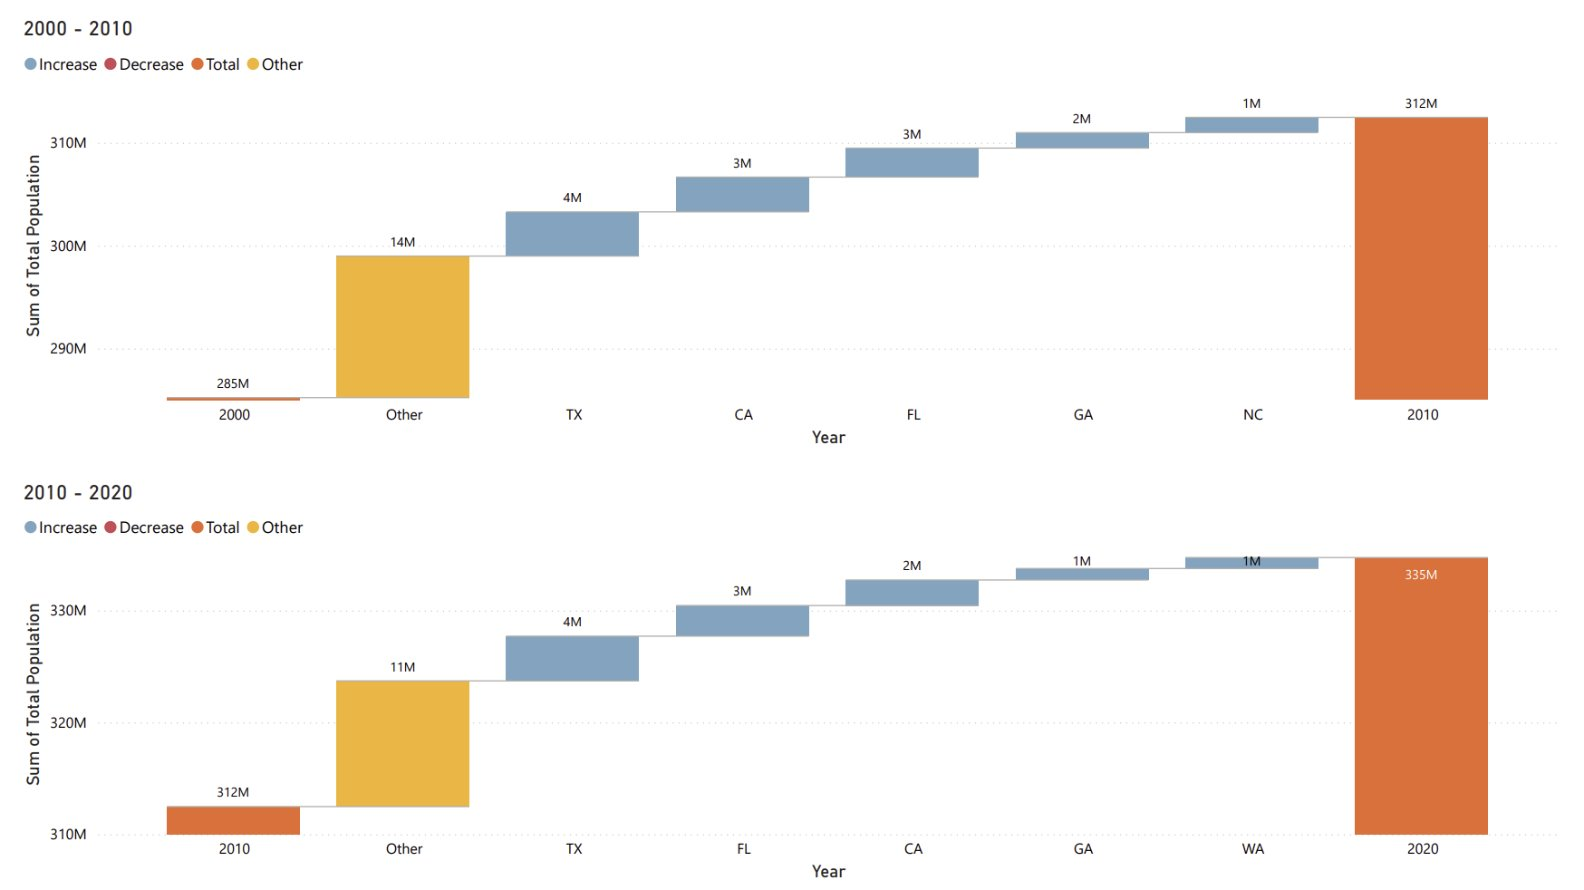 2000 - 2010
Increase Decrease Total Other
Sum of Total Population
310M
300M
290M
285M
14M
4M
3M
3M
2M
1M
312M
2000 Other TX CA FL GA NC 2010
Year
2010 - 2020
Increase Decrease Total Other
Sum of Total Population
330M
320M
310M
312M
11M
4M
3M
2M
1M
1M
335M
2010 Other TX FL CA GA WA 2020
Year